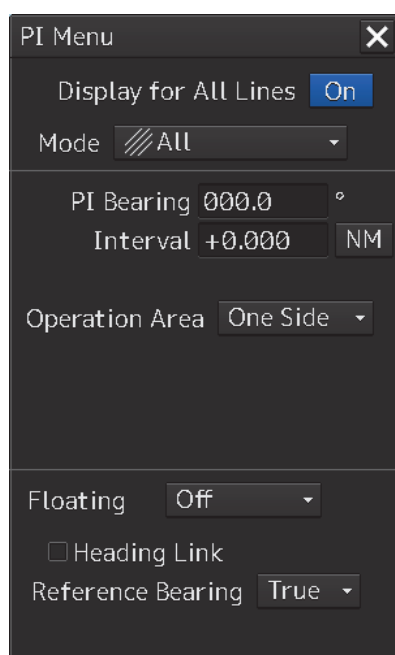 PI Menu
Display for All Lines On
Mode All
PI Bearing 000.0 °
Interval +0.000 NM
Operation Area One Side
Floating Off
Heading Link
Reference Bearing True